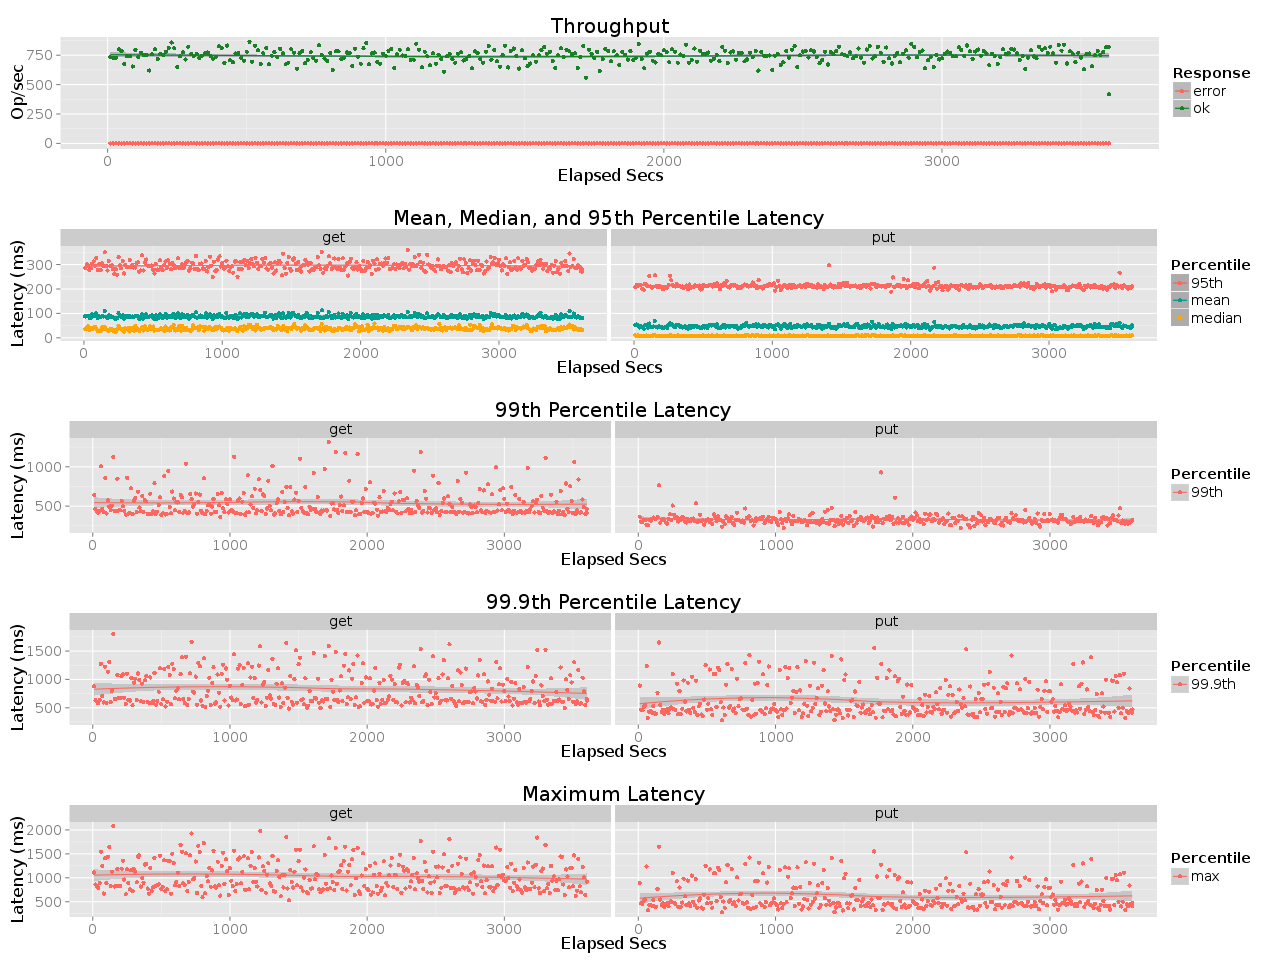 Throughput
Op/sec
750
500
250
0
0 1000 2000 3000
Elapsed Secs
Response
error
ok
Mean, Median, and 95th Percentile Latency
get put
Latency (ms)
300
200
100
0
0 1000 2000 3000 0 1000 2000 3000
Elapsed Secs
Percentile
95th
mean
median
99th Percentile Latency
get put
Latency (ms)
1000
500
0 1000 2000 3000 0 1000 2000 3000
Elapsed Secs
Percentile
99th
99.9th Percentile Latency
get put
Latency (ms)
1500
1000
500
0 1000 2000 3000 0 1000 2000 3000
Elapsed Secs
Percentile
99.9th
Maximum Latency
get put
Latency (ms)
2000
1500
1000
500
0 1000 2000 3000 0 1000 2000 3000
Elapsed Secs
Percentile
max